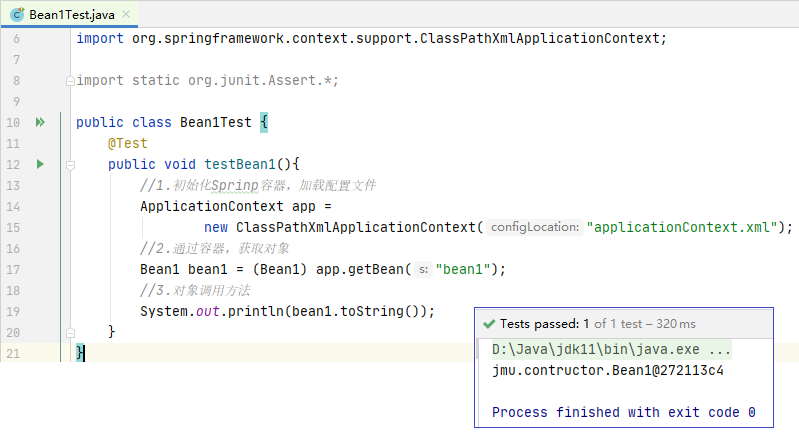 Bean1Test.java
6 import org.springframework.context.support.ClassPathXmlApplicationContext;
7
8 import static org.junit.Assert.*;
9
10 public class Bean1Test {
11 @Test
12 public void testBean1(){
13 //1.初始化Sprinp容器，加载配置文件
14 ApplicationContext app =
15 new ClassPathXmlApplicationContext( configLocation: "applicationContext.xml");
16 //2.通过容器，获取对象
17 Bean1 bean1 = (Bean1) app.getBean( s: "bean1");
18 //3.对象调用方法
19 System.out.println(bean1.toString());
20 }
21 }
Tests passed: 1 of 1 test – 320 ms
D:\Java\jdk11\bin\java.exe ...
jmu.contructor.Bean1@272113c4
Process finished with exit code 0